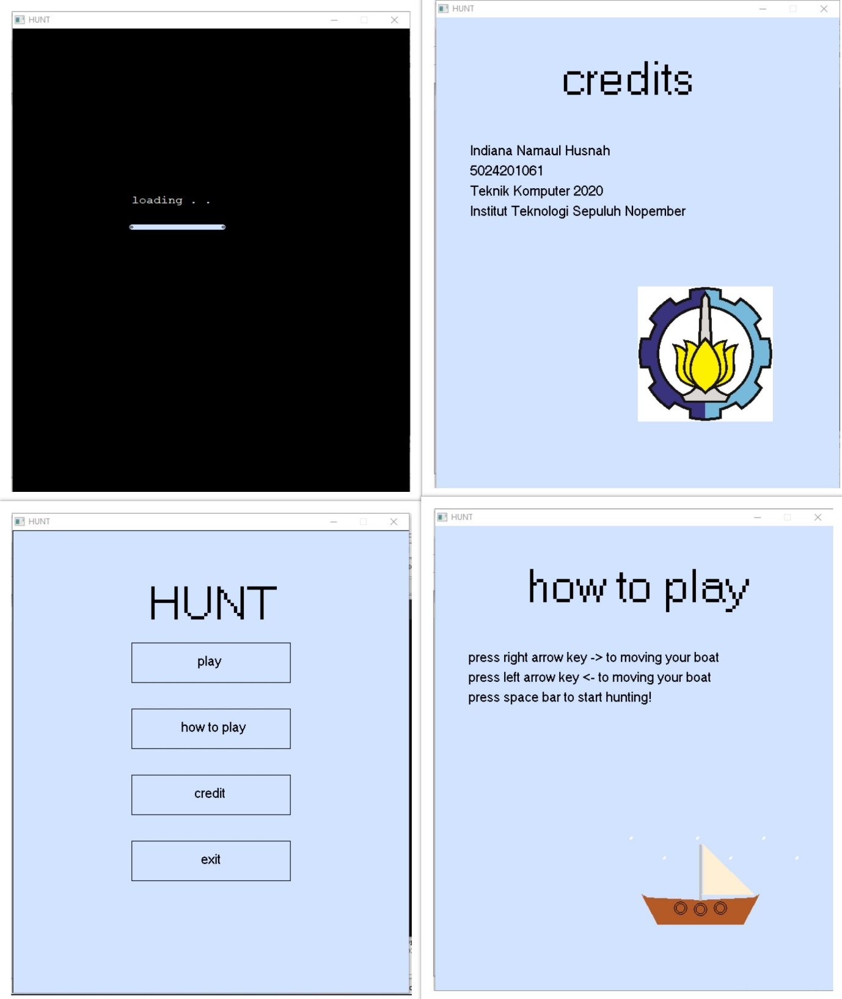 HUNT
loading . .
HUNT
credits
Indiana Namaul Husnah
5024201061
Teknik Komputer 2020
Institut Teknologi Sepuluh Nopember
HUNT
HUNT
play
how to play
credit
exit
HUNT
how to play
press right arrow key -> to moving your boat
press left arrow key <- to moving your boat
press space bar to start hunting!